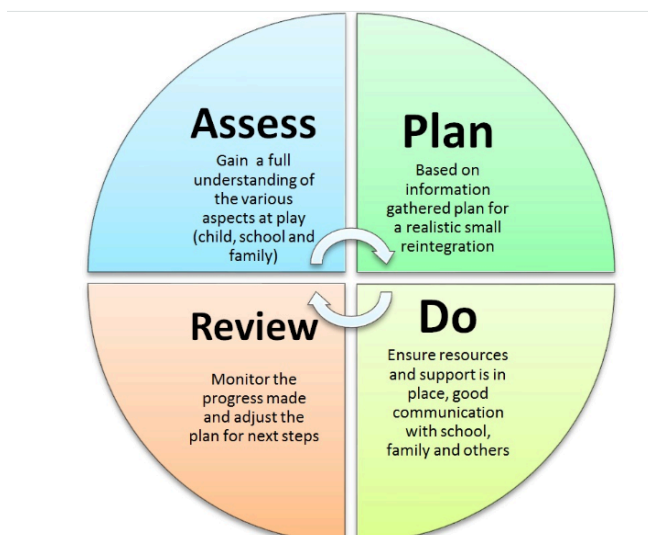 Assess
Gain a full
understanding of
the various
aspects at play
(child, school and
family)
Plan
Based on
information
gathered plan for
a realistic small
reintegration
Review
Monitor the
progress made
and adjust the
plan for next steps
Do
Ensure resources
and support is in
place, good
communication
with school,
family and others